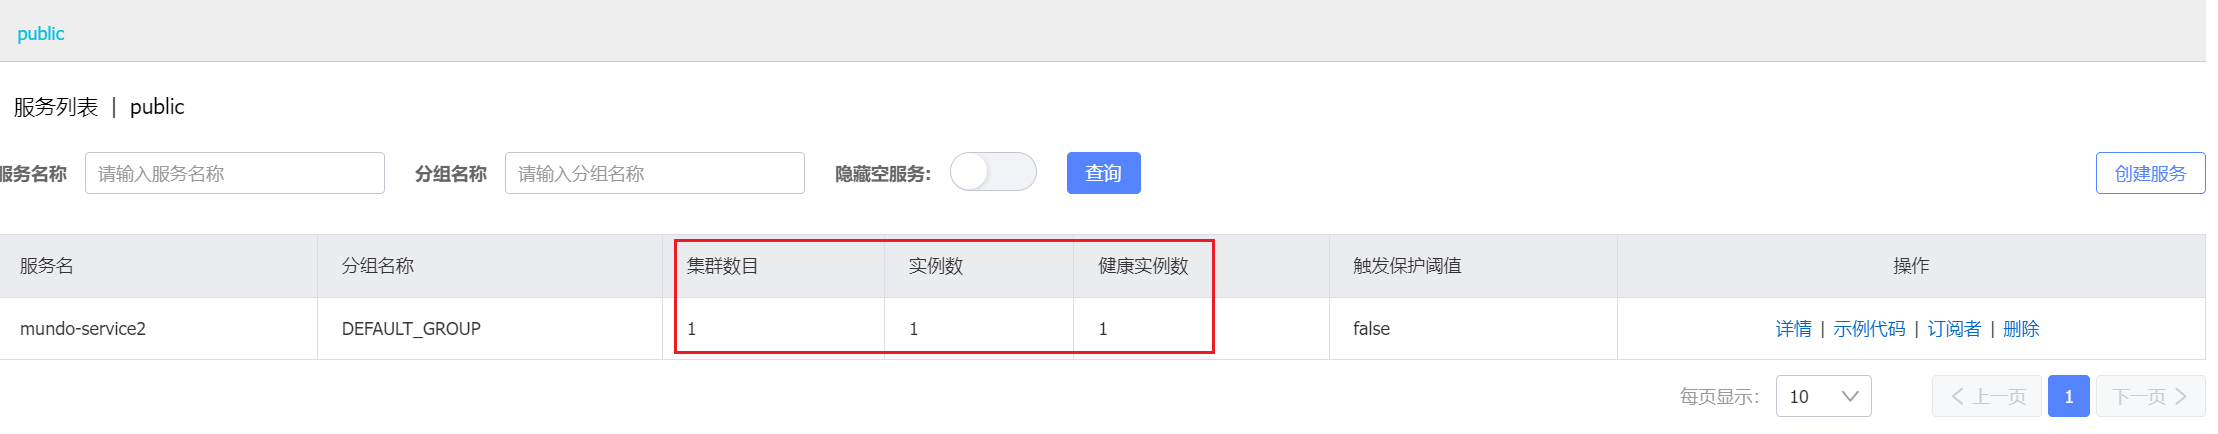 public
服务列表 | public
服务名称 请输入服务名称 分组名称 请输入分组名称 隐藏空服务: 查询 创建服务
服务名 分组名称 集群数目 实例数 健康实例数 触发保护阈值 操作
mundo-service2 DEFAULT_GROUP 1 1 1 false 详情 | 示例代码 | 订阅者 | 删除
每页显示: 10 上一页 1 下一页